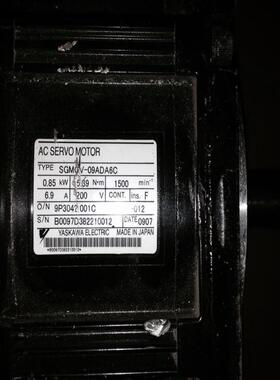 AC SERVO MOTOR
TYPE SGMGV-09ADA6C
0.85 kW 5.39 N·m 1500 min⁻¹
6.9 A 200 V CONT. Ins. F
O/N 9P3042 001C -012
S/N B0097D382210012 DATE 0907
YASKAWA ELECTRIC MADE IN JAPAN